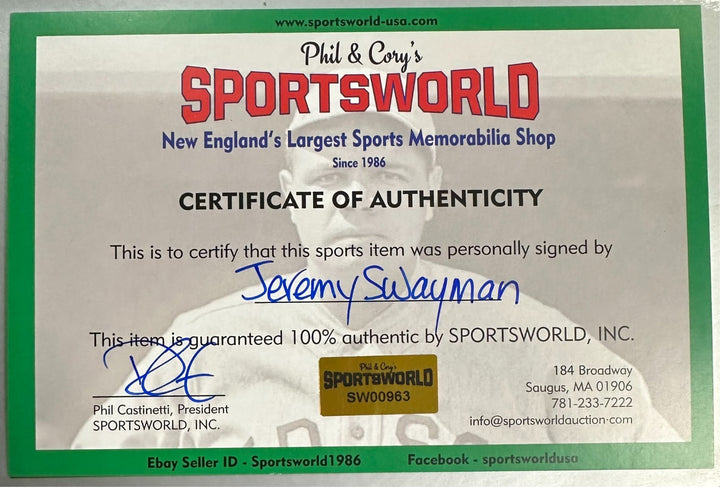 www.sportsworld-usa.com
Phil & Cory's
SPORTSWORLD
New England's Largest Sports Memorabilia Shop
Since 1986
CERTIFICATE OF AUTHENTICITY
This is to certify that this sports item was personally signed by
Jeremy Swayman
This item is guaranteed 100% authentic by SPORTSWORLD, INC.
Phil Castinetti, President
SPORTSWORLD, INC.
Phil & Cory's
SPORTSWORLD
SW00963
184 Broadway
Saugus, MA 01906
781-233-7222
info@sportsworldauction.com
Ebay Seller ID - Sportsworld1986
Facebook - sportsworldusa